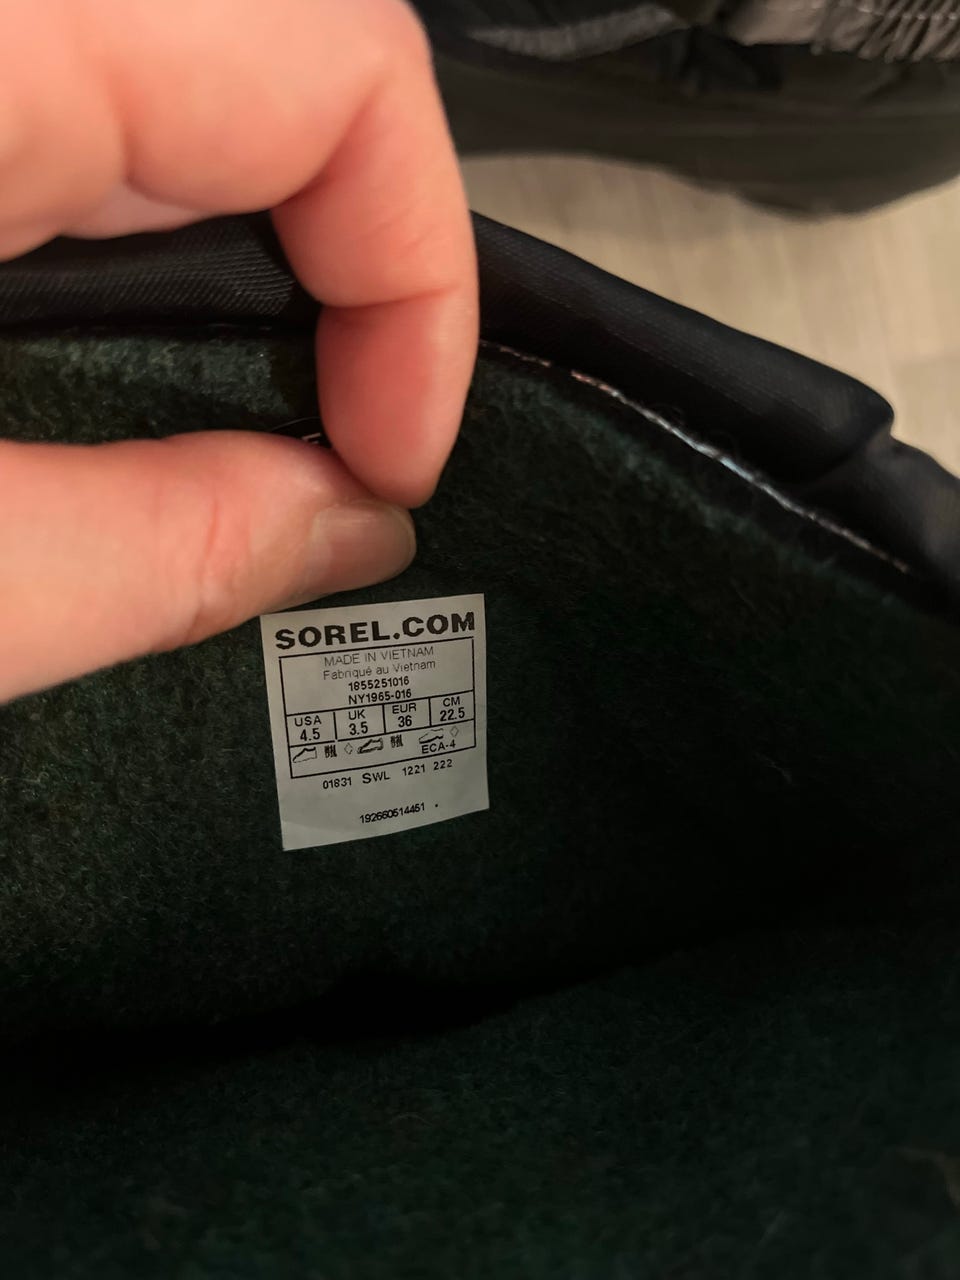 SOREL.COM
MADE IN VIETNAM
Fabriqué au Vietnam
1855251016
NY1965-016
USA UK EUR CM
4.5 3.5 36 22.5
ECA-4
01831 SWL 1221 222
192660514451